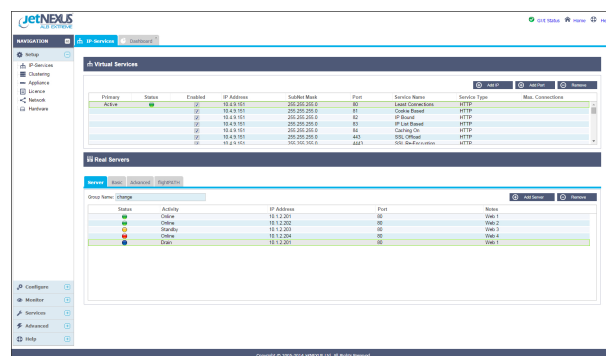 jetNEXUS
ALB EXTREME
GUI Status Home
NAVIGATION
IP-Services Dashboard
Setup
IP-Services
Clustering
Appliance
Licence
Network
Hardware
Configure
Monitor
Services
Advanced
Help
Virtual Services
Add IP Add Port Remove
Primary Status Enabled IP Address SubNet Mask Port Service Name Service Type Max. Connections
Active 10.4.9.151 255.255.255.0 80 Least Connections HTTP
10.4.9.151 255.255.255.0 81 Cookie Based HTTP
10.4.9.151 255.255.255.0 82 IP Bound HTTP
10.4.9.151 255.255.255.0 83 IP List Based HTTP
10.4.9.151 255.255.255.0 84 Caching On HTTP
10.4.9.151 255.255.255.0 443 SSL Offload HTTP
10.4.9.151 255.255.255.0 4443 SSL Re-Encryption HTTP
Real Servers
Server Basic Advanced flightPATH
Group Name: change
Add Server Remove
Status Activity IP Address Port Notes
Online 10.1.2.201 80 Web 1
Online 10.1.2.202 80 Web 2
Standby 10.1.2.203 80 Web 3
Online 10.1.2.204 80 Web 4
Drain 10.1.2.201 80 Web 1
Copyright © 2005-2014 jetNEXUS Ltd. All Rights Reserved.